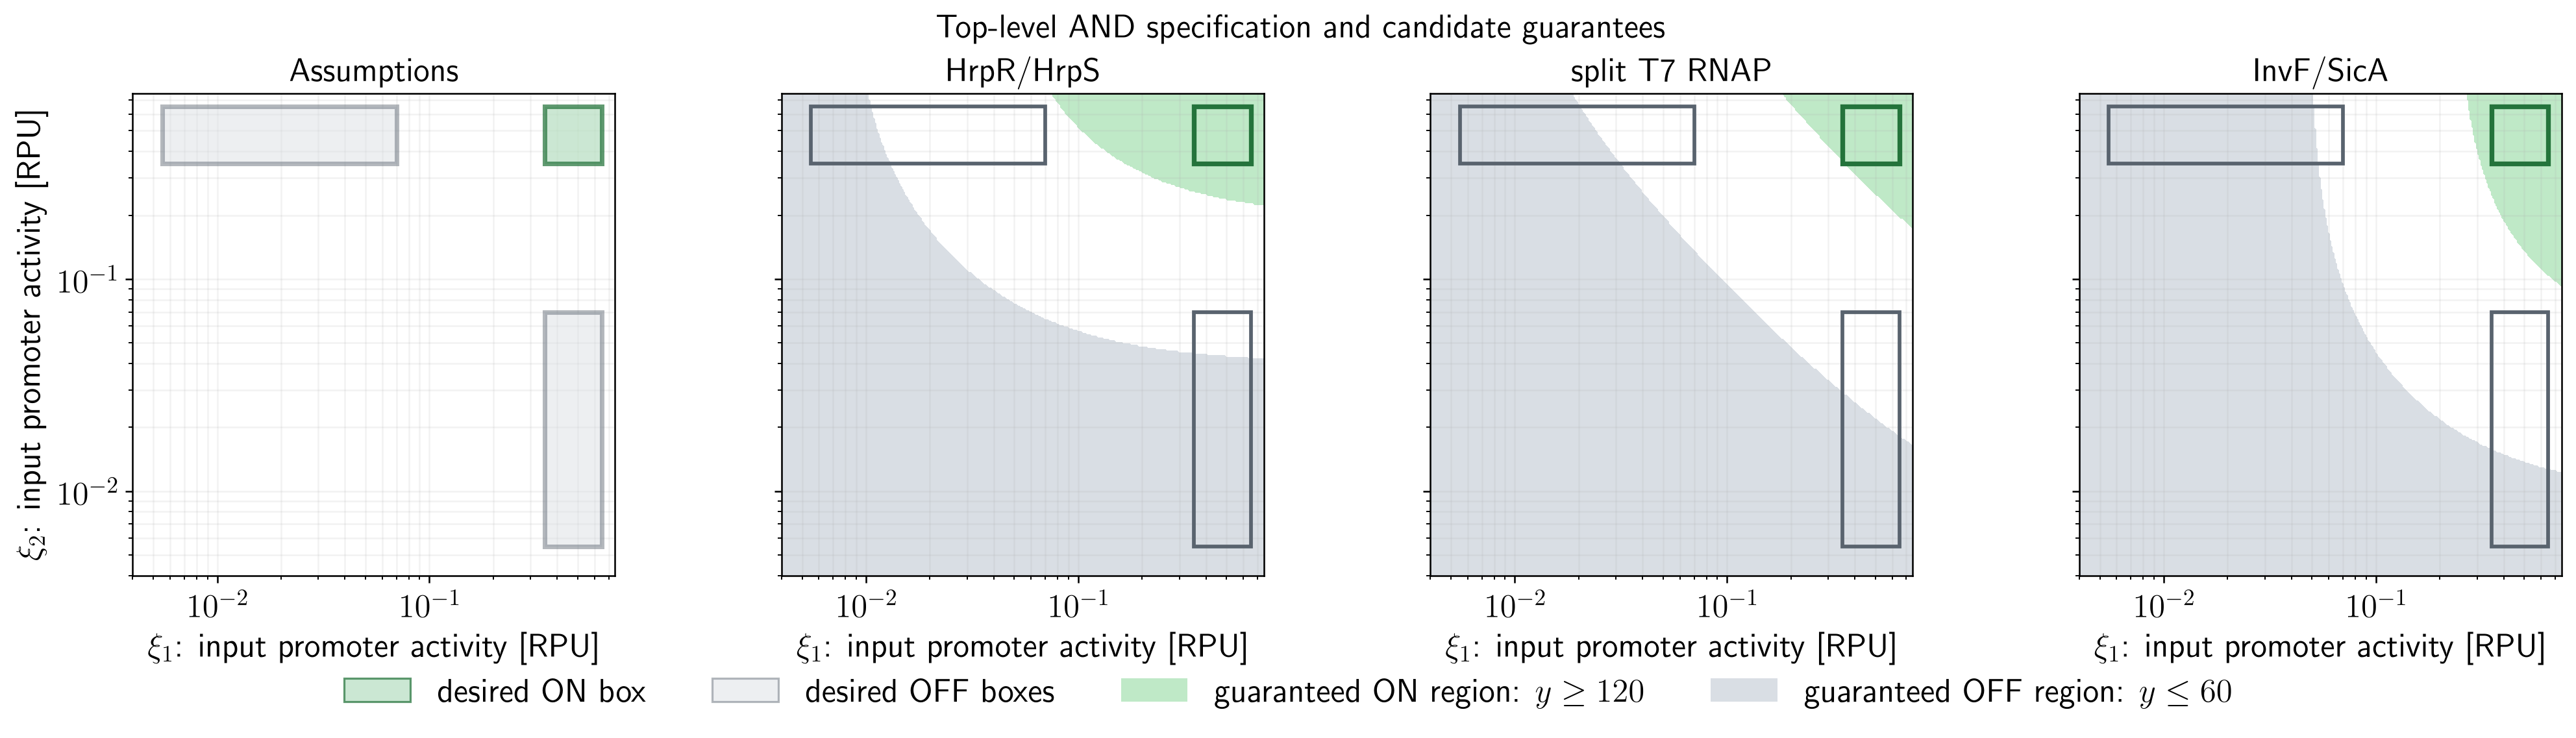 Top-level AND specification and candidate guarantees
Assumptions
HrpR/HrpS
split T7 RNAP
InvF/SicA
ξ₂: input promoter activity [RPU]
10⁻¹
10⁻²
10⁻² 10⁻¹
10⁻² 10⁻¹
10⁻² 10⁻¹
10⁻² 10⁻¹
ξ₁: input promoter activity [RPU]
ξ₁: input promoter activity [RPU]
ξ₁: input promoter activity [RPU]
ξ₁: input promoter activity [RPU]
desired ON box
desired OFF boxes
guaranteed ON region: y ≥ 120
guaranteed OFF region: y ≤ 60